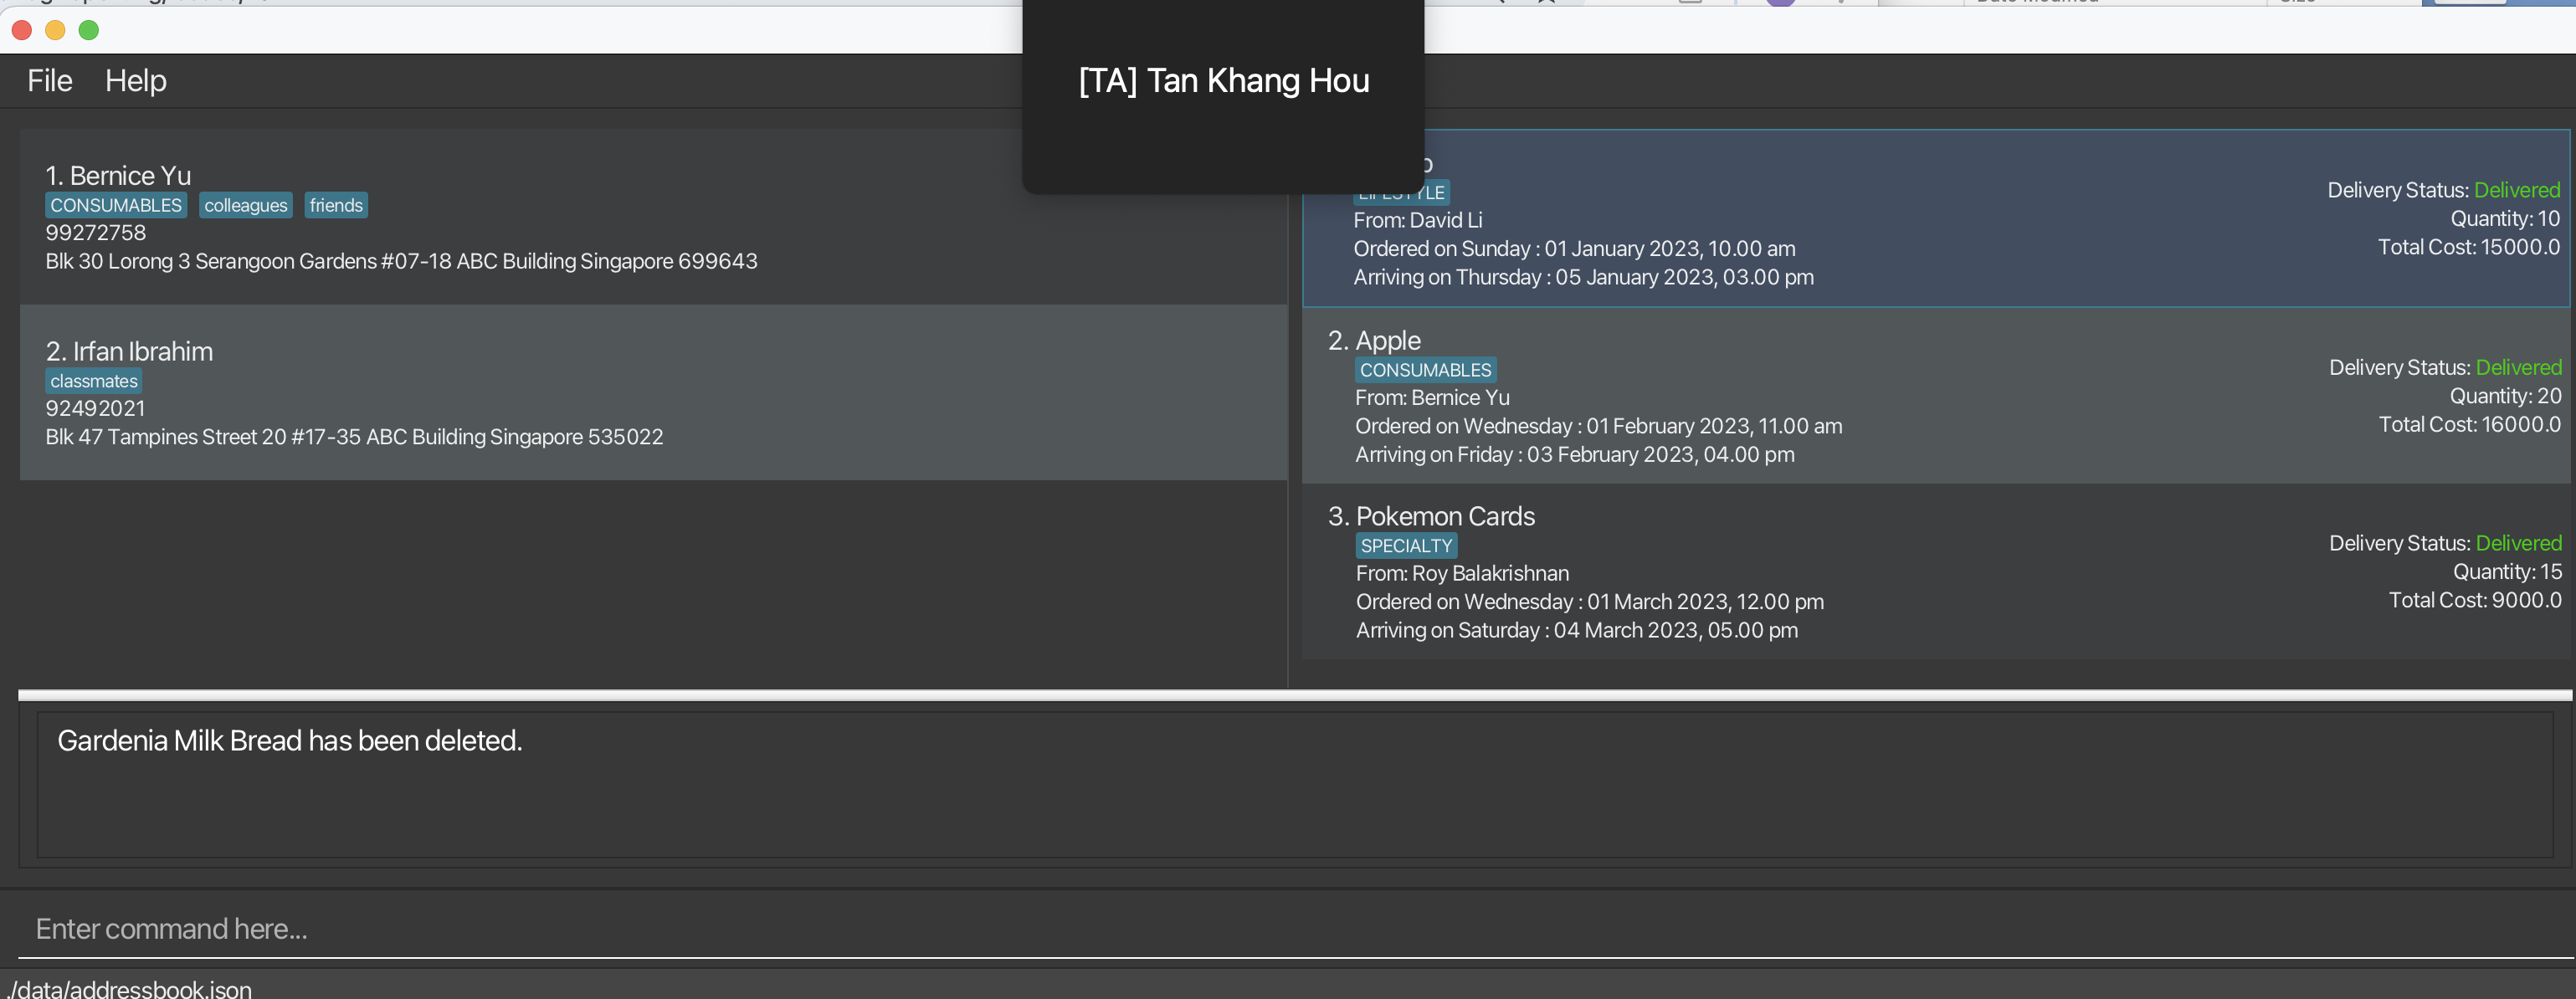 [TA] Tan Khang Hou
File Help
1. Bernice Yu
CONSUMABLES colleagues friends
99272758
Blk 30 Lorong 3 Serangoon Gardens #07-18 ABC Building Singapore 699643
2. Irfan Ibrahim
classmates
92492021
Blk 47 Tampines Street 20 #17-35 ABC Building Singapore 535022
LIFESTYLE
From: David Li
Ordered on Sunday : 01 January 2023, 10.00 am
Arriving on Thursday : 05 January 2023, 03.00 pm
Delivery Status: Delivered
Quantity: 10
Total Cost: 15000.0
2. Apple
CONSUMABLES
From: Bernice Yu
Ordered on Wednesday : 01 February 2023, 11.00 am
Arriving on Friday : 03 February 2023, 04.00 pm
Delivery Status: Delivered
Quantity: 20
Total Cost: 16000.0
3. Pokemon Cards
SPECIALTY
From: Roy Balakrishnan
Ordered on Wednesday : 01 March 2023, 12.00 pm
Arriving on Saturday : 04 March 2023, 05.00 pm
Delivery Status: Delivered
Quantity: 15
Total Cost: 9000.0
Gardenia Milk Bread has been deleted.
Enter command here...
./data/addressbook.json